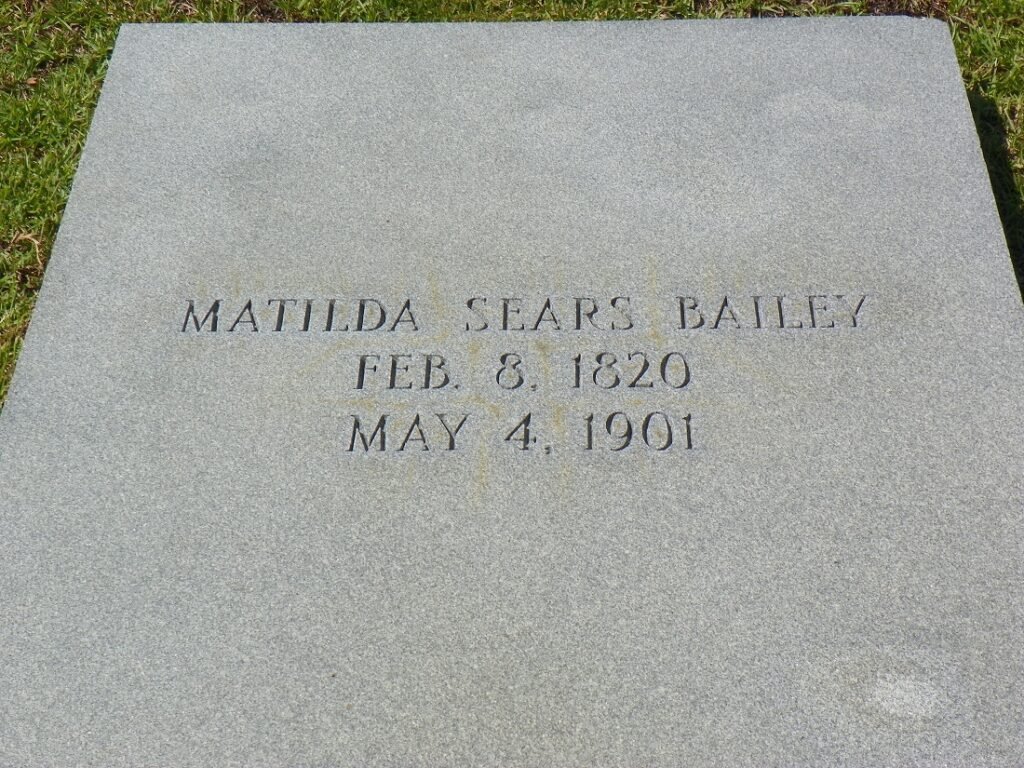 MATILDA SEARS BAILEY
FEB. 8, 1820
MAY 4, 1901